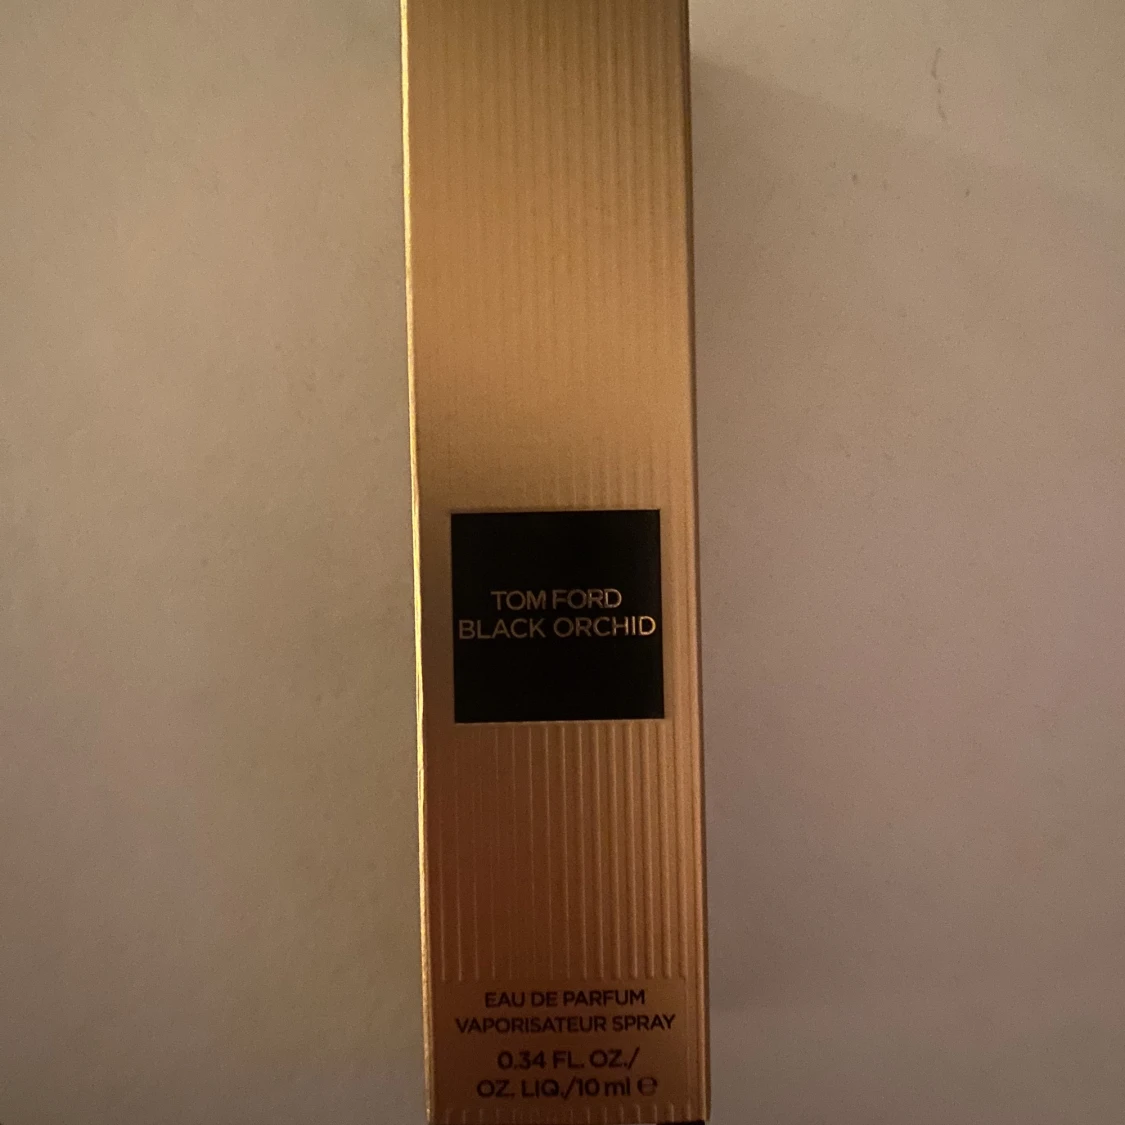 TOM FORD
BLACK ORCHID
EAU DE PARFUM
VAPORISATEUR SPRAY
0.34 FL. OZ./
OZ. LIQ./10 ml ℮